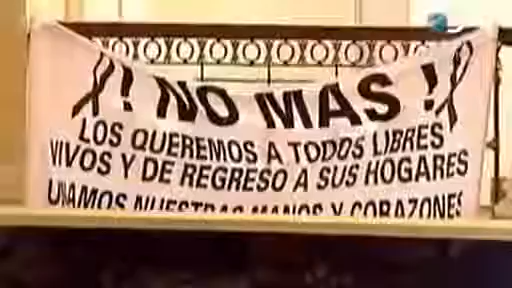 ¡ NO MAS !
LOS QUEREMOS A TODOS LIBRES
VIVOS Y DE REGRESO A SUS HOGARES
UNAMOS NUESTRAS MANOS Y CORAZONES